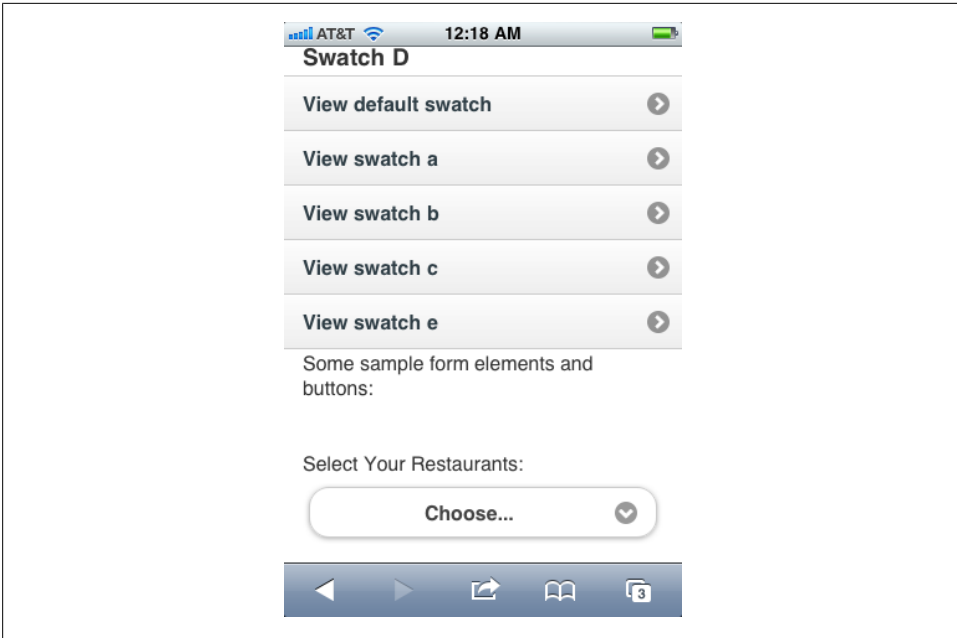 AT&T 12:18 AM
Swatch D
View default swatch
View swatch a
View swatch b
View swatch c
View swatch e
Some sample form elements and
buttons:
Select Your Restaurants:
Choose...
3